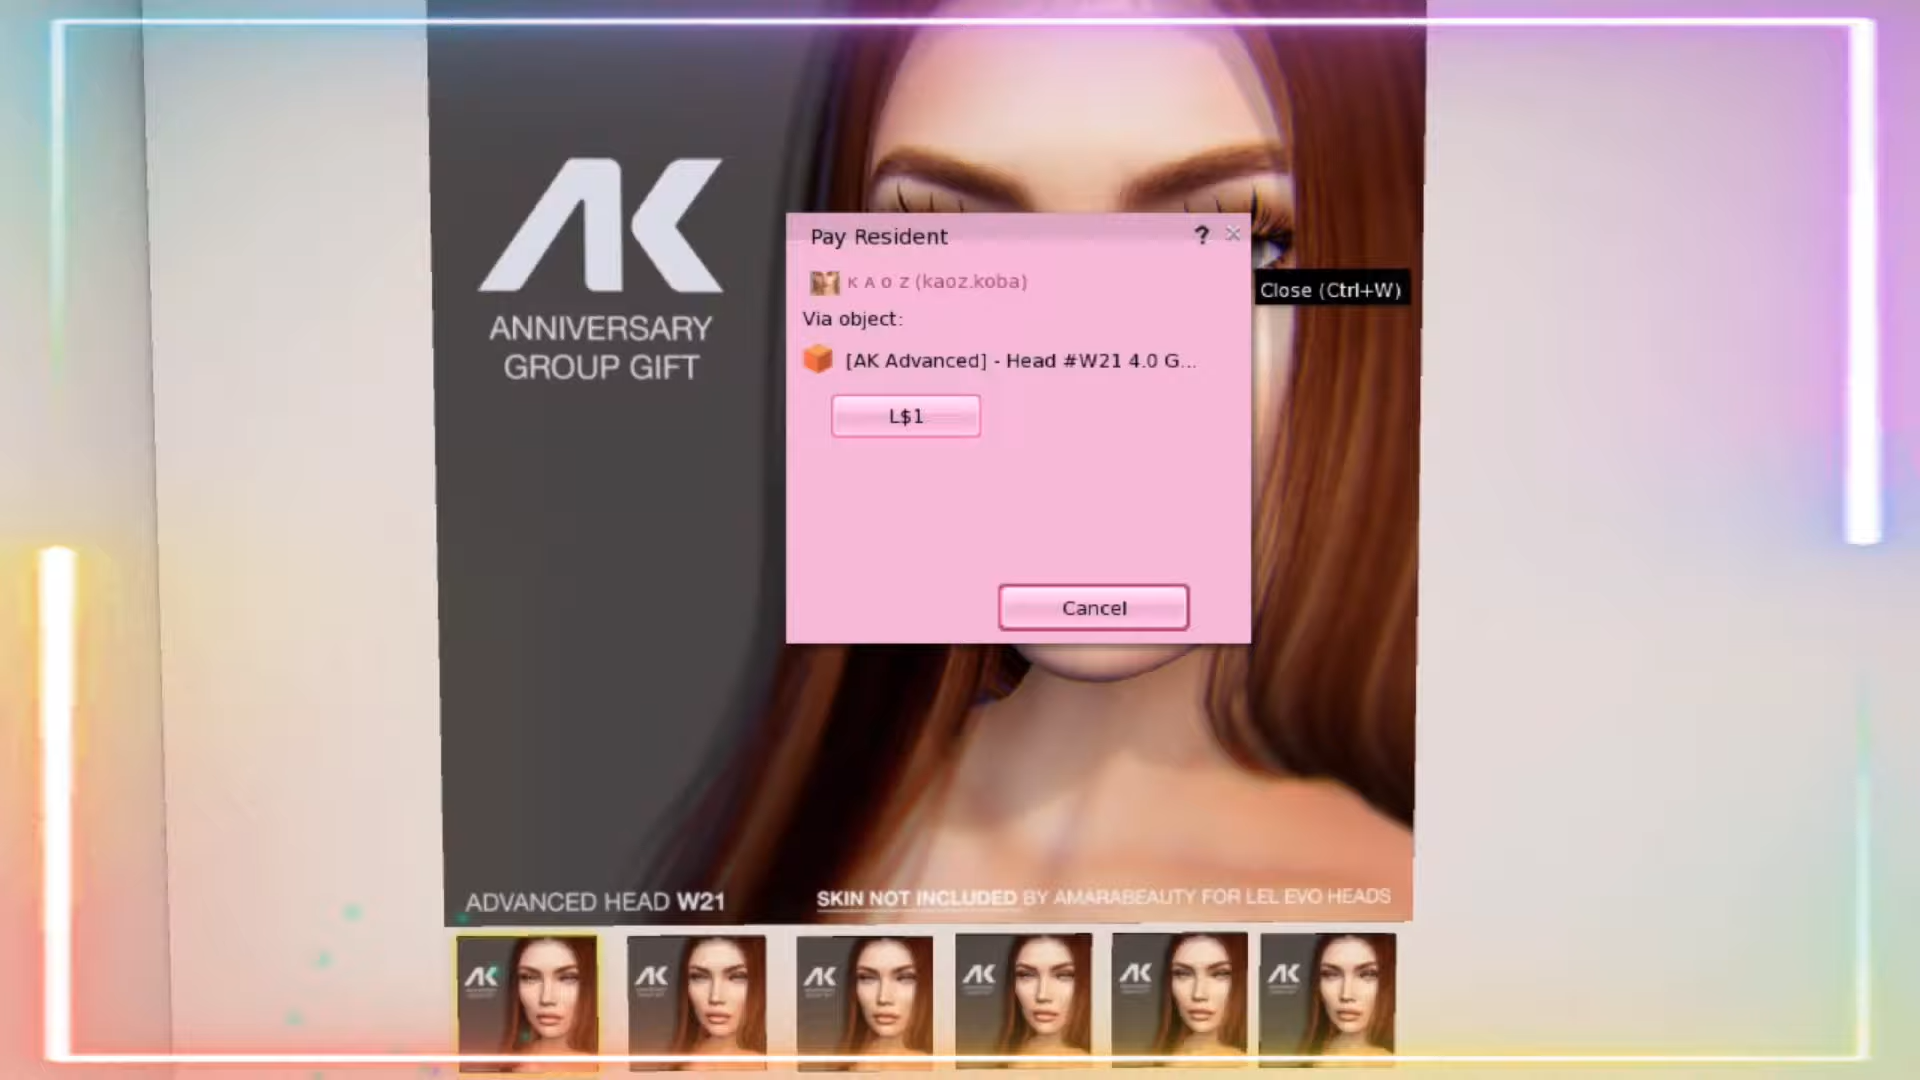 AK
ANNIVERSARY
GROUP GIFT
Pay Resident ?
K A O Z (kaoz.koba)
Close (Ctrl+W)
Via object:
[AK Advanced] - Head #W21 4.0 G...
L$1
Cancel
ADVANCED HEAD W21
SKIN NOT INCLUDED BY AMARABEAUTY FOR LEL EVO HEADS
AK
AK
AK
AK
AK
AK